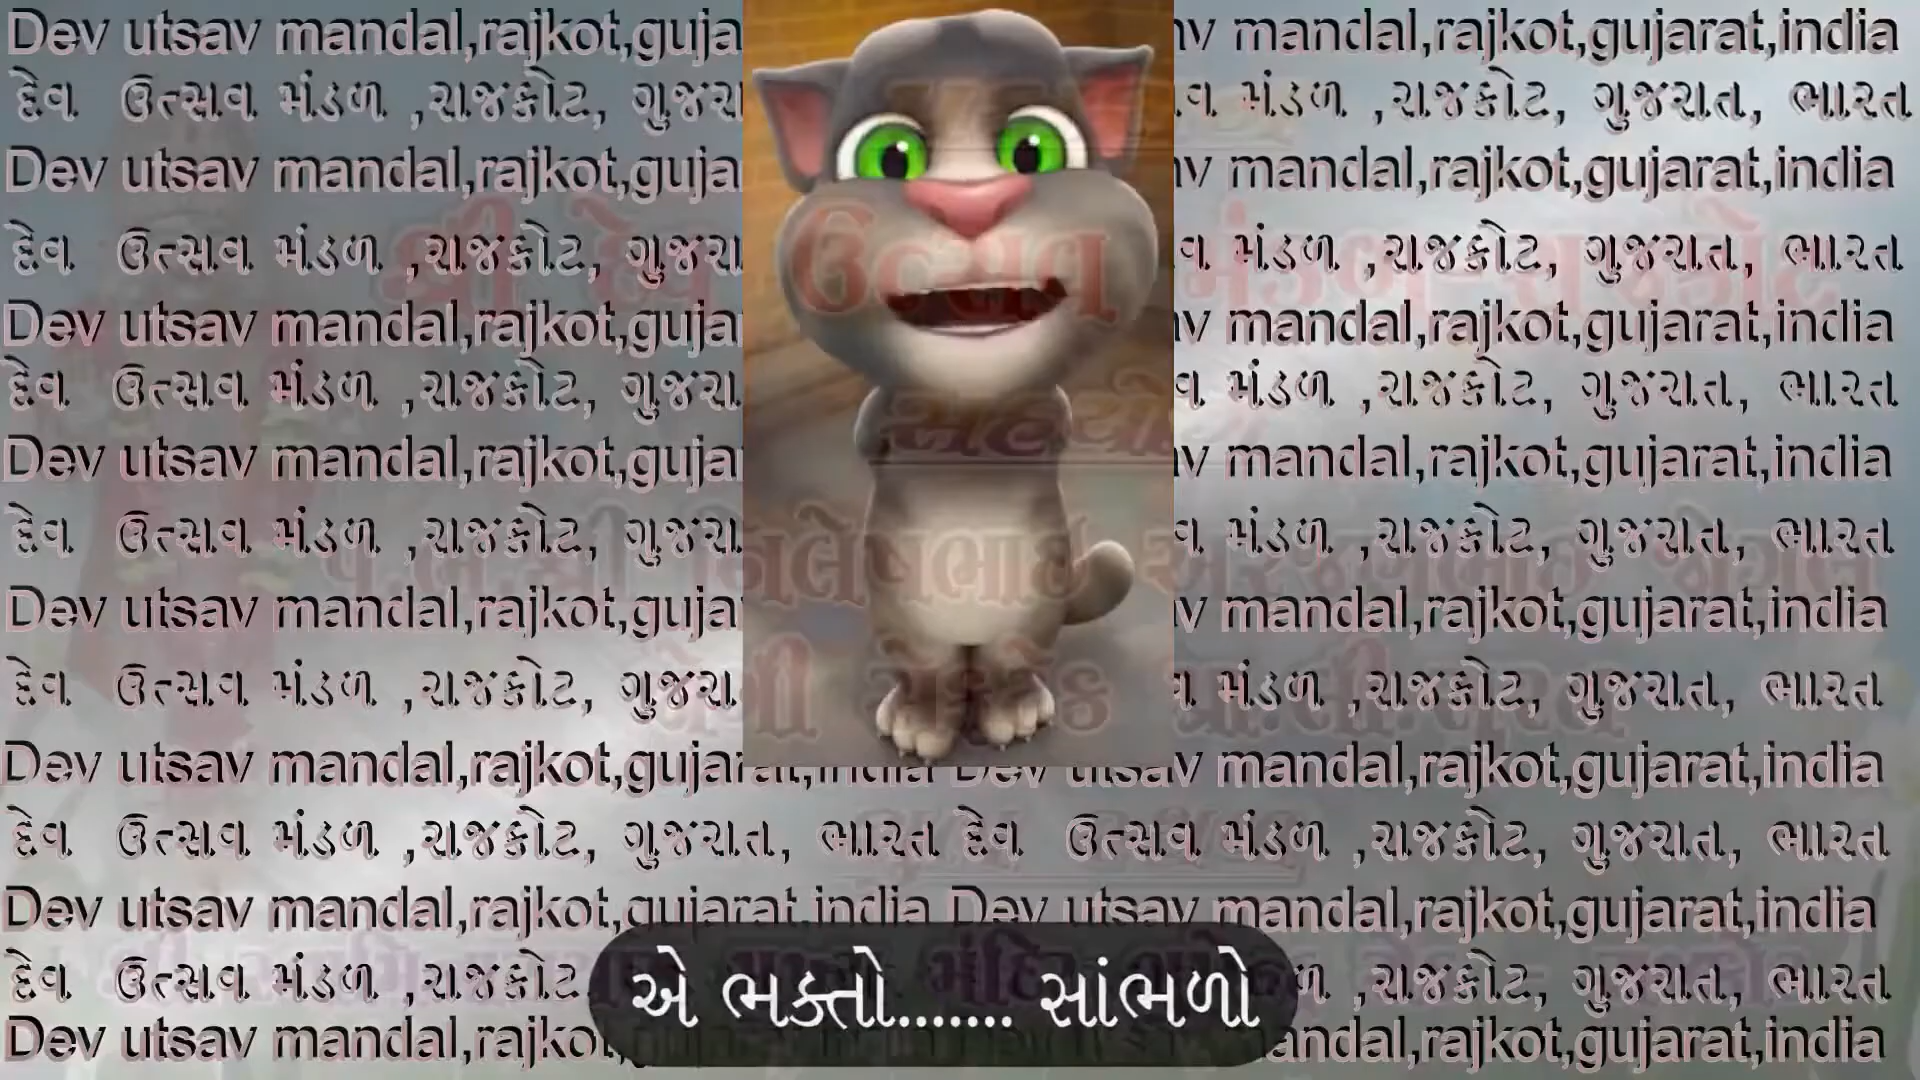 Dev utsav mandal,rajkot,guja v mandal,rajkot,gujarat,india
દેવ ઉત્સવ મંડળ ,રાજકોટ, ગુજરા વ મંડળ ,રાજકોટ, ગુજરાત, ભારત
Dev utsav mandal,rajkot,guja v mandal,rajkot,gujarat,india
શ્રી દેવ ઉત્સવ મંડળ-રાજકોટ
દેવ ઉત્સવ મંડળ ,રાજકોટ, ગુજરા વ મંડળ ,રાજકોટ, ગુજરાત, ભારત
Dev utsav mandal,rajkot,gujar v mandal,rajkot,gujarat,india
દેવ ઉત્સવ મંડળ ,રાજકોટ, ગુજરા વ મંડળ ,રાજકોટ, ગુજરાત, ભારત
Dev utsav mandal,rajkot,guja v mandal,rajkot,gujarat,india
દેવ ઉત્સવ મંડળ ,રાજકોટ, ગુજરા વ મંડળ ,રાજકોટ, ગુજરાત, ભારત
Dev utsav mandal,rajkot,guja v mandal,rajkot,gujarat,india
દેવ ઉત્સવ મંડળ ,રાજકોટ, ગુજરા વ મંડળ ,રાજકોટ, ગુજરાત, ભારત
Dev utsav mandal,rajkot,gujarat,india Dev utsav mandal,rajkot,gujarat,india
દેવ ઉત્સવ મંડળ ,રાજકોટ, ગુજરાત, ભારત દેવ ઉત્સવ મંડળ ,રાજકોટ, ગુજરાત, ભારત
Dev utsav mandal,rajkot,gujarat,india Dev utsav mandal,rajkot,gujarat,india
દેવ ઉત્સવ મંડળ ,રાજકોટ ળ ,રાજકોટ, ગુજરાત, ભારત
એ ભક્તો....... સાંભળો
Dev utsav mandal,rajkot, andal,rajkot,gujarat,india